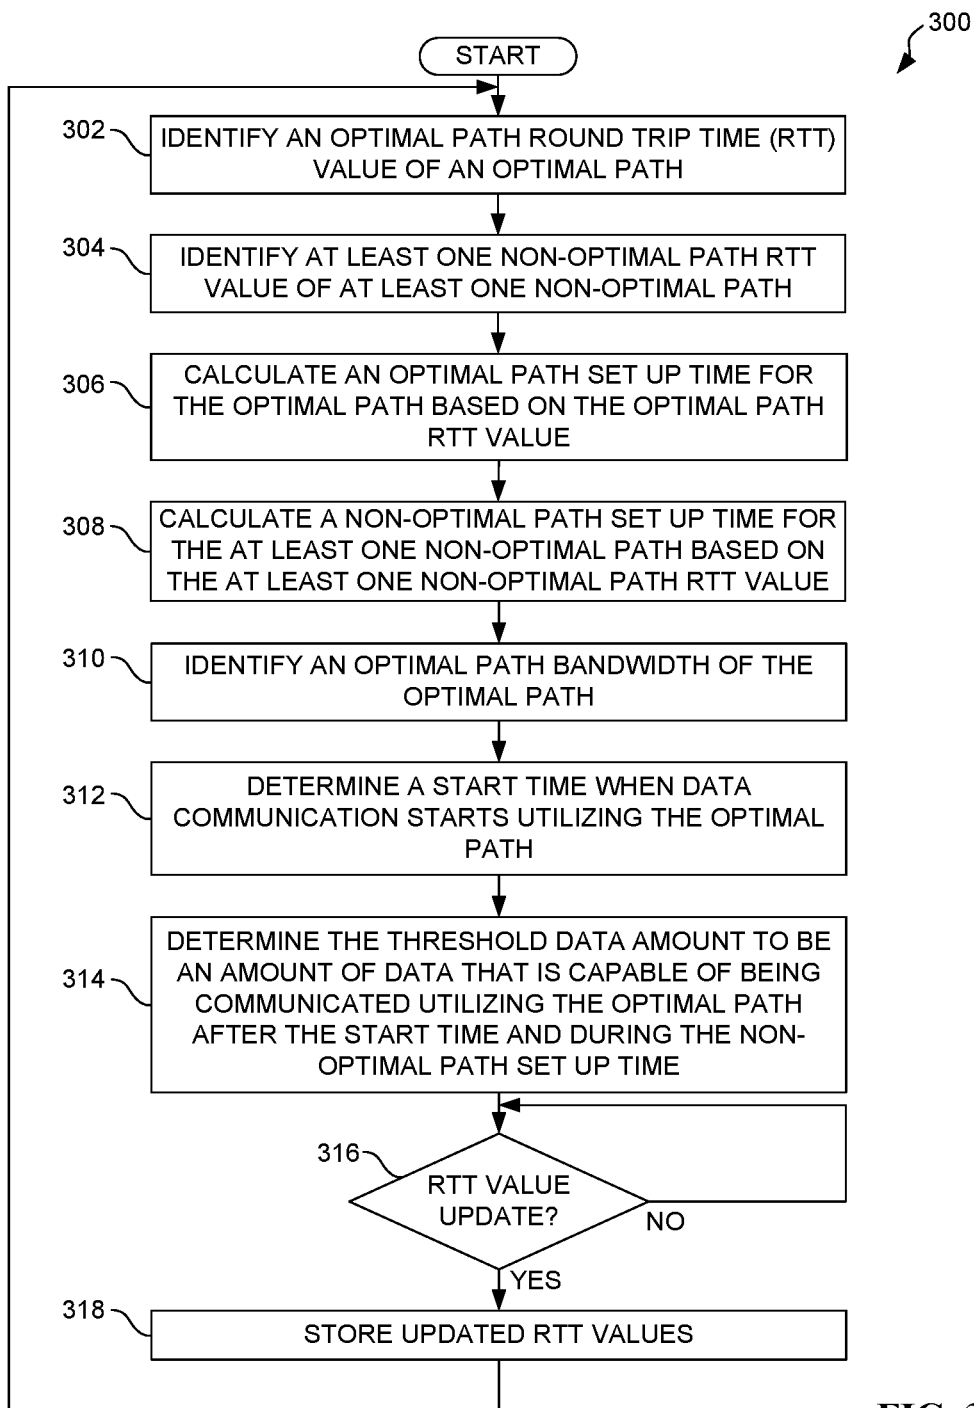 300
START
302
IDENTIFY AN OPTIMAL PATH ROUND TRIP TIME (RTT)
VALUE OF AN OPTIMAL PATH
304
IDENTIFY AT LEAST ONE NON-OPTIMAL PATH RTT
VALUE OF AT LEAST ONE NON-OPTIMAL PATH
306
CALCULATE AN OPTIMAL PATH SET UP TIME FOR
THE OPTIMAL PATH BASED ON THE OPTIMAL PATH
RTT VALUE
308
CALCULATE A NON-OPTIMAL PATH SET UP TIME FOR
THE AT LEAST ONE NON-OPTIMAL PATH BASED ON
THE AT LEAST ONE NON-OPTIMAL PATH RTT VALUE
310
IDENTIFY AN OPTIMAL PATH BANDWIDTH OF THE
OPTIMAL PATH
312
DETERMINE A START TIME WHEN DATA
COMMUNICATION STARTS UTILIZING THE OPTIMAL
PATH
314
DETERMINE THE THRESHOLD DATA AMOUNT TO BE
AN AMOUNT OF DATA THAT IS CAPABLE OF BEING
COMMUNICATED UTILIZING THE OPTIMAL PATH
AFTER THE START TIME AND DURING THE NON-
OPTIMAL PATH SET UP TIME
316
RTT VALUE
UPDATE?
NO
YES
318
STORE UPDATED RTT VALUES
FIG.